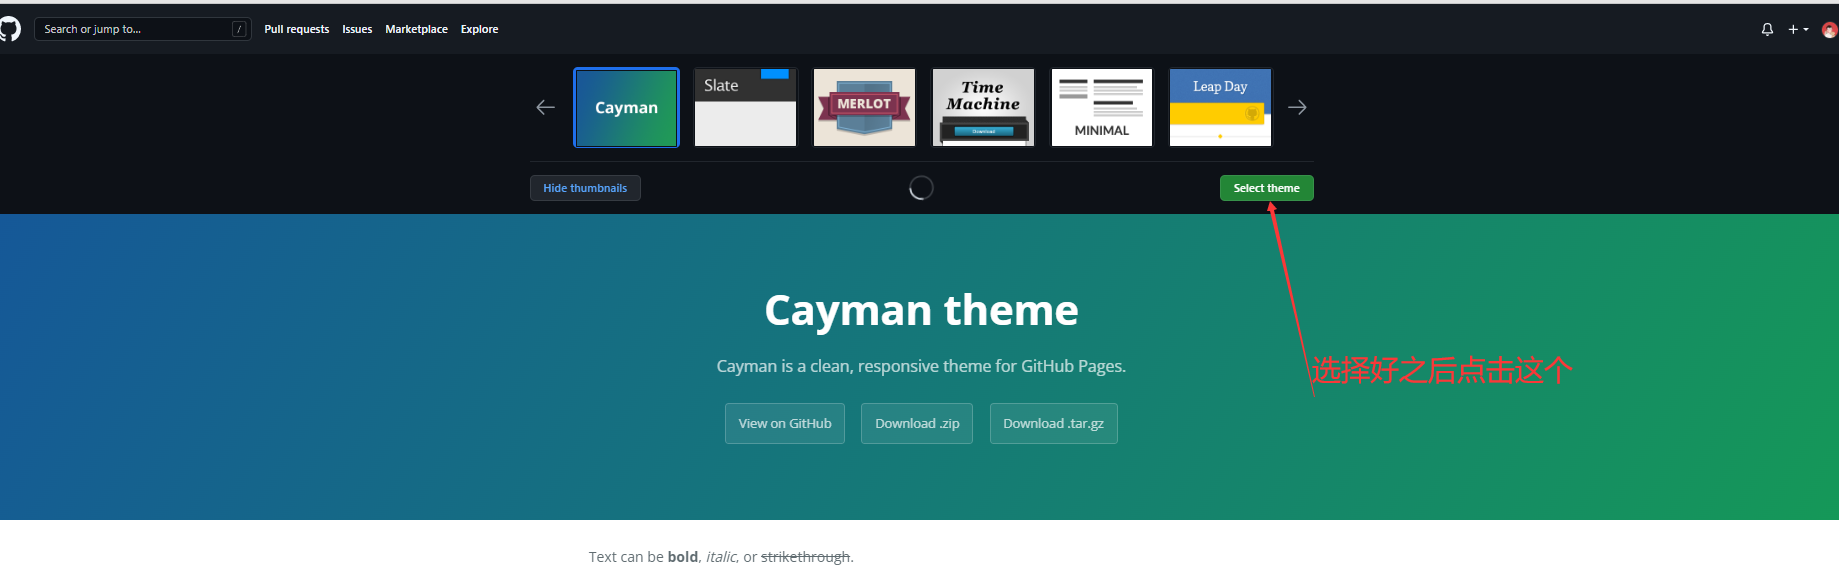 Search or jump to... /
Pull requests Issues Marketplace Explore
Cayman
Slate
MERLOT
Time
Machine
Download
MINIMAL
Leap Day
Hide thumbnails
Select theme
Cayman theme
Cayman is a clean, responsive theme for GitHub Pages.
选择好之后点击这个
View on GitHub Download .zip Download .tar.gz
Text can be bold, italic, or strikethrough.